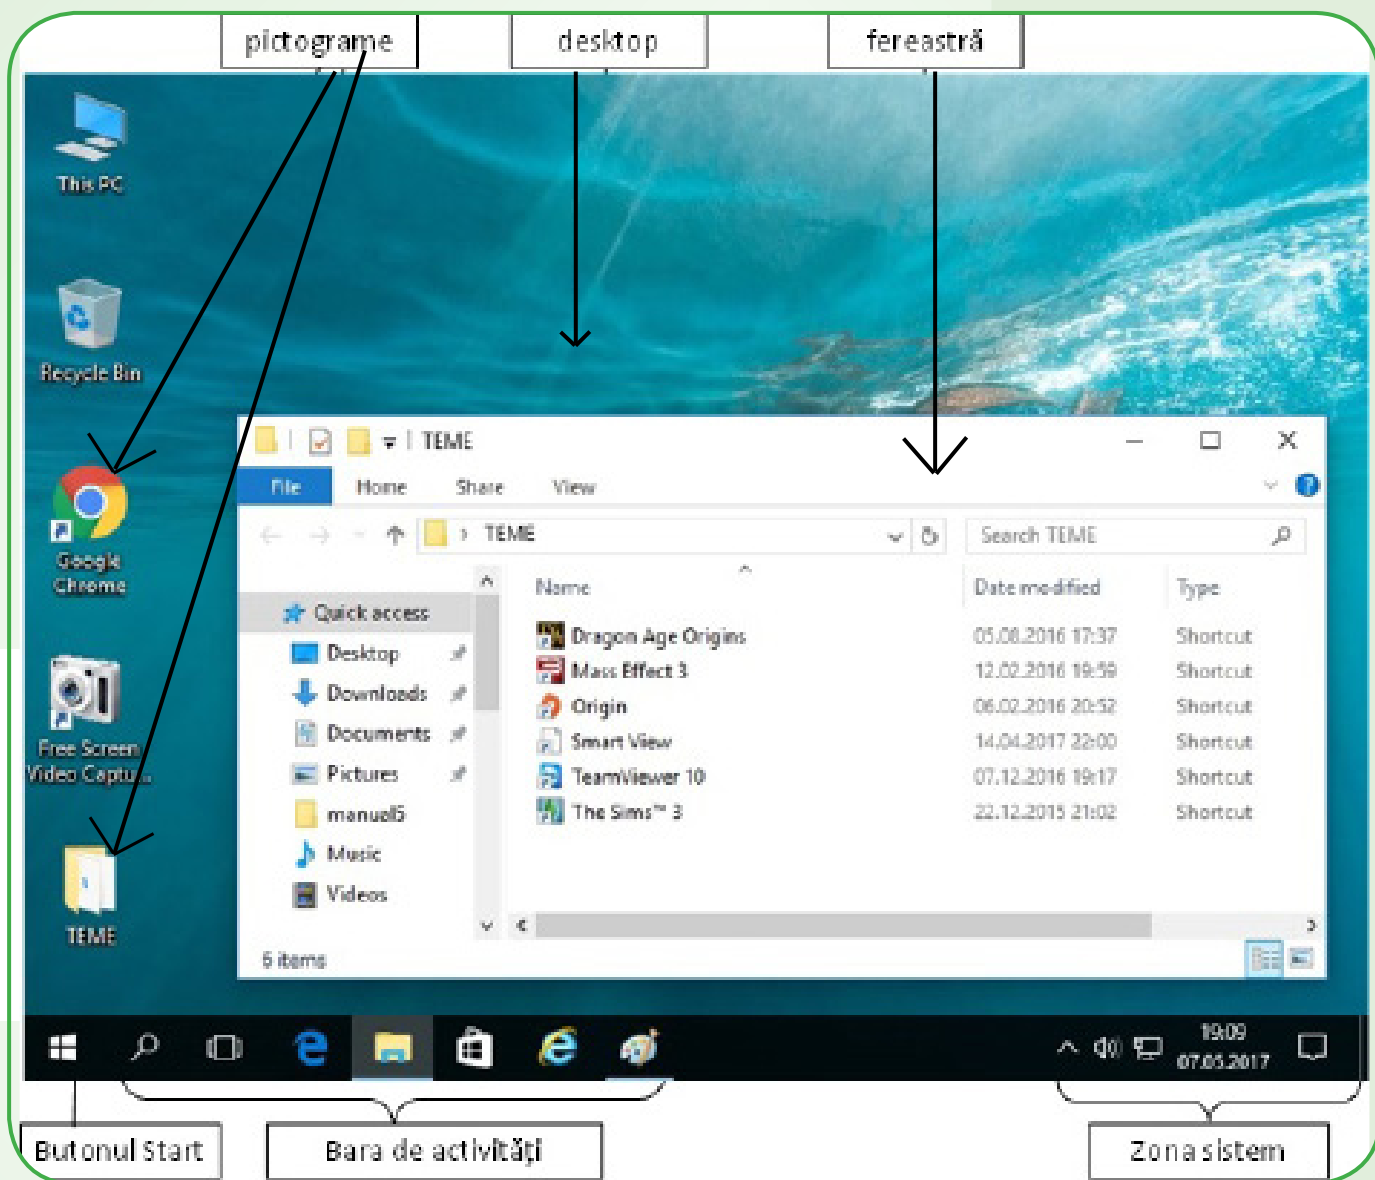 pictograme
desktop
fereastră
This PC
Recycle Bin
Google
Chrome
Free Screen
Video Captu...
TEME
TEME
File Home Share View
TEME
Search TEME
Name Date modified Type
Quick access
Desktop
Downloads
Documents
Pictures
manual5
Music
Videos
Dragon Age Origins 05.08.2016 17:37 Shortcut
Mass Effect 3 12.02.2016 19:59 Shortcut
Origin 06.02.2016 20:52 Shortcut
Smart View 14.04.2017 22:00 Shortcut
TeamViewer 10 07.12.2016 19:17 Shortcut
The Sims™ 3 22.12.2015 21:02 Shortcut
6 items
19:09
07.05.2017
Butonul Start
Bara de activități
Zona sistem